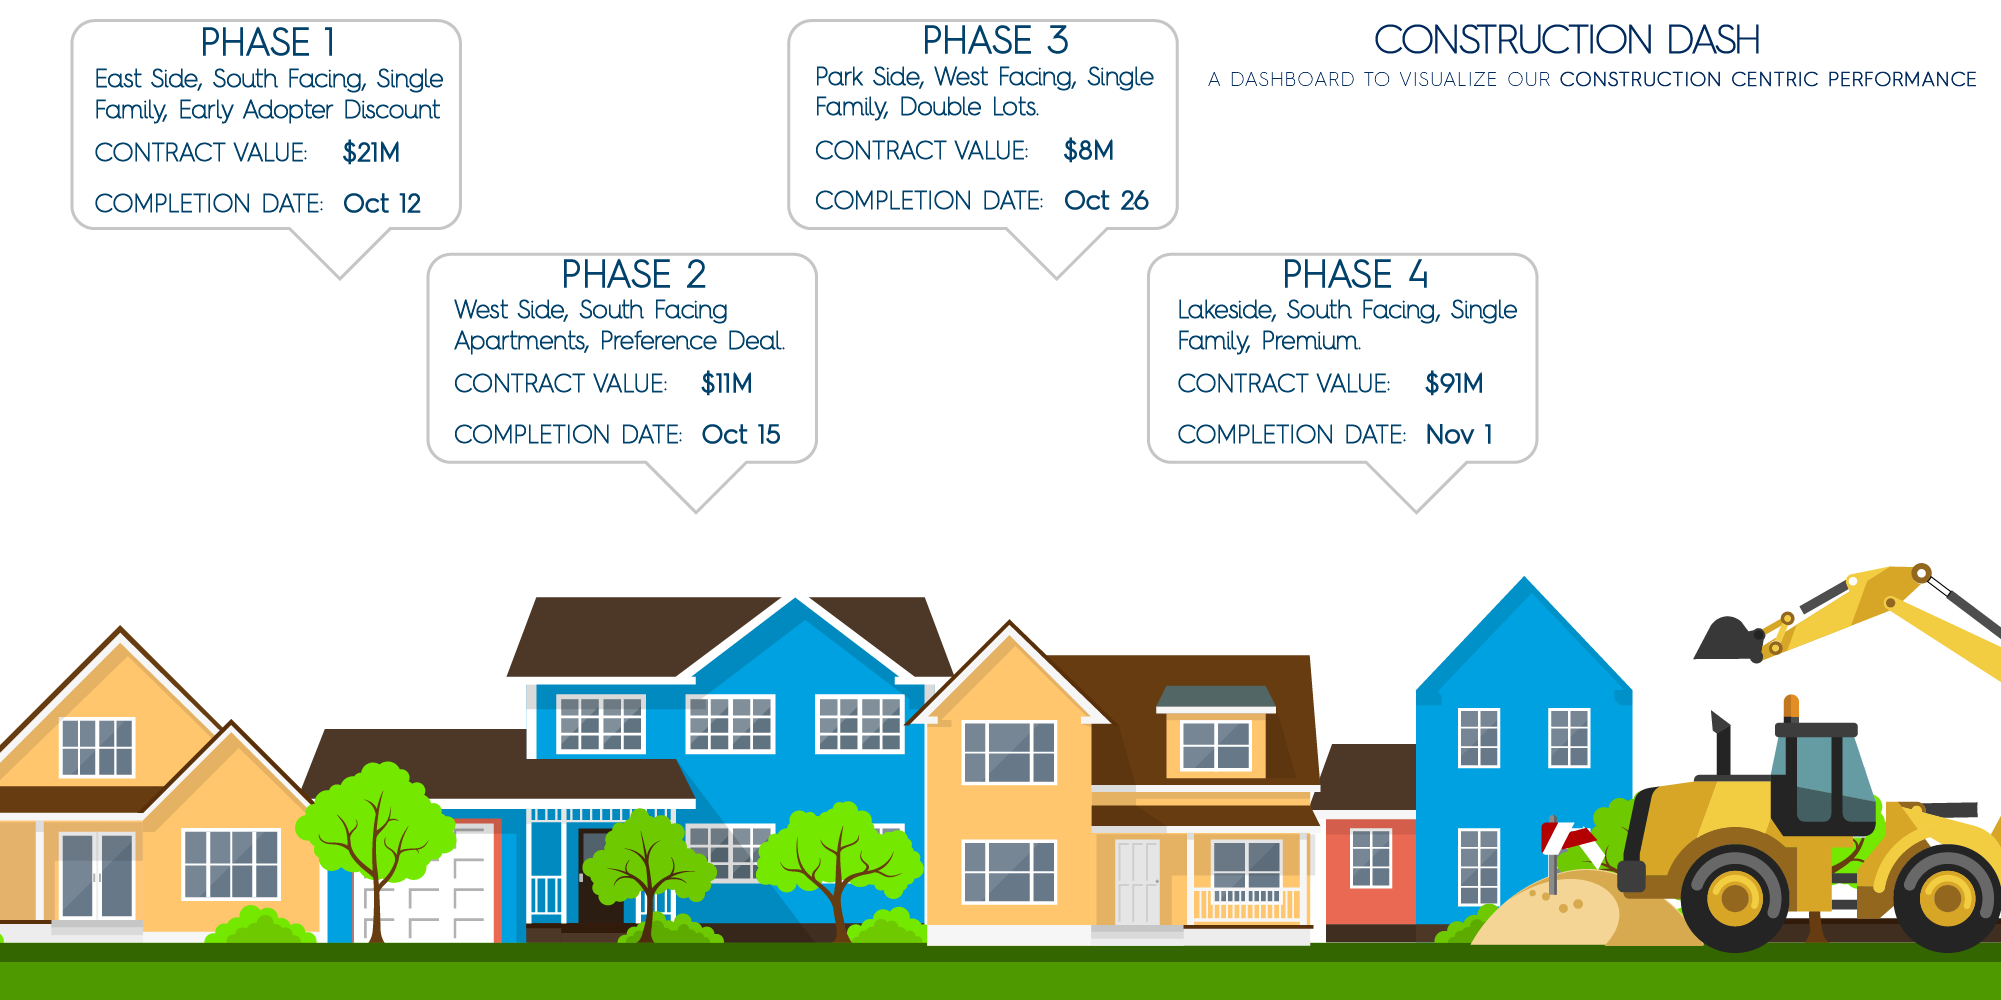 PHASE 1
East Side, South Facing, Single
Family, Early Adopter Discount
CONTRACT VALUE: $21M
COMPLETION DATE: Oct 12
PHASE 2
West Side, South Facing
Apartments, Preference Deal.
CONTRACT VALUE: $11M
COMPLETION DATE: Oct 15
PHASE 3
Park Side, West Facing, Single
Family, Double Lots.
CONTRACT VALUE: $8M
COMPLETION DATE: Oct 26
PHASE 4
Lakeside, South Facing, Single
Family, Premium.
CONTRACT VALUE: $91M
COMPLETION DATE: Nov 1
CONSTRUCTION DASH
A DASHBOARD TO VISUALIZE OUR CONSTRUCTION CENTRIC PERFORMANCE